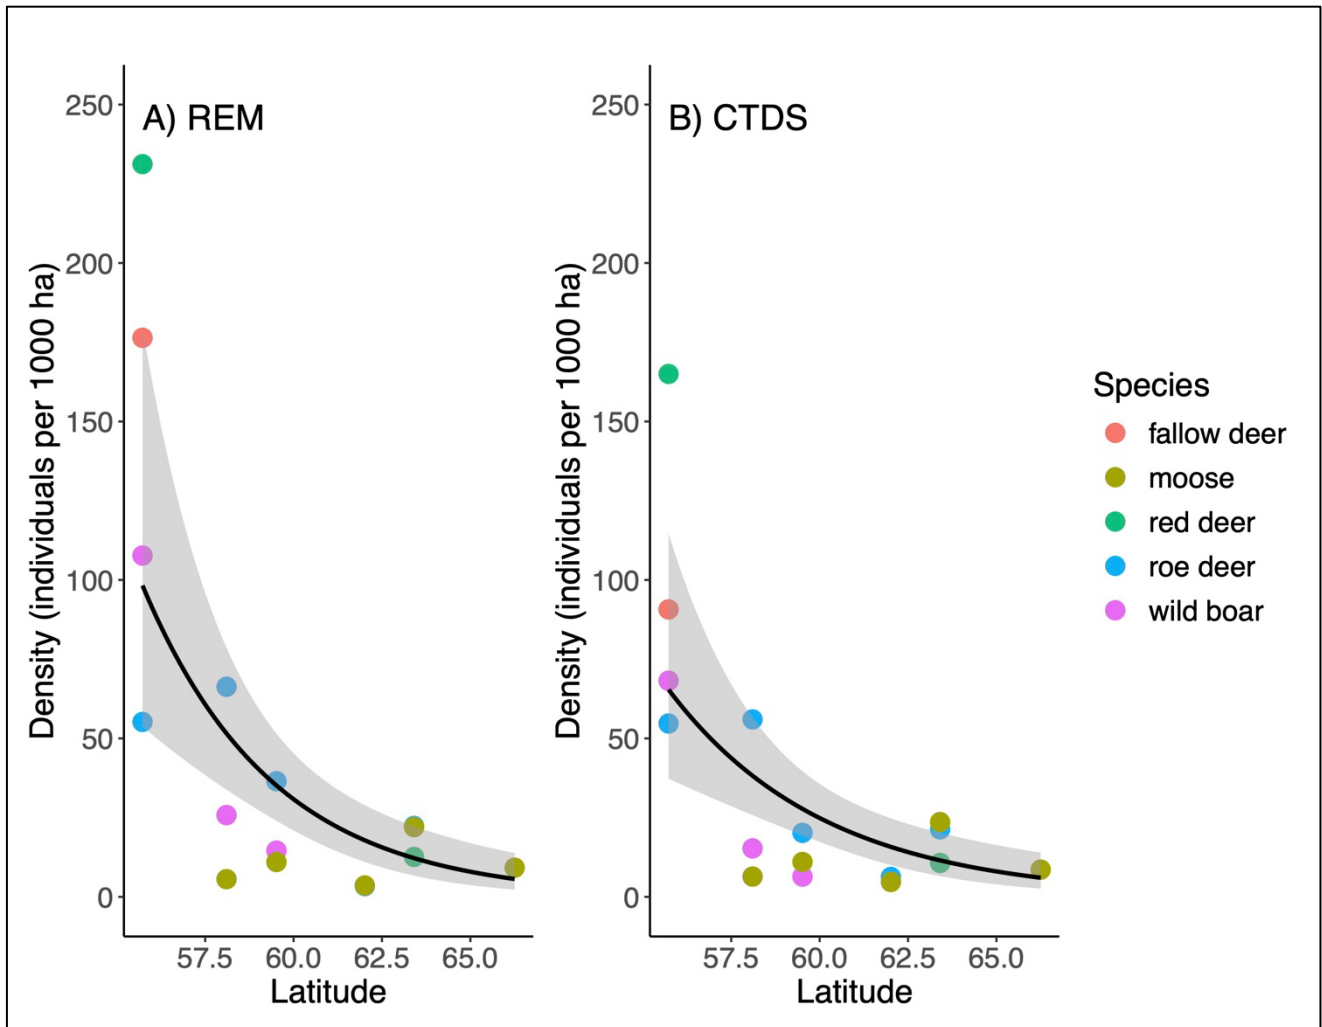 A) REM
Density (individuals per 1000 ha)
250
200
150
100
50
0
57.5 60.0 62.5 65.0
Latitude
B) CTDS
Density (individuals per 1000 ha)
250
200
150
100
50
0
57.5 60.0 62.5 65.0
Latitude
Species
fallow deer
moose
red deer
roe deer
wild boar